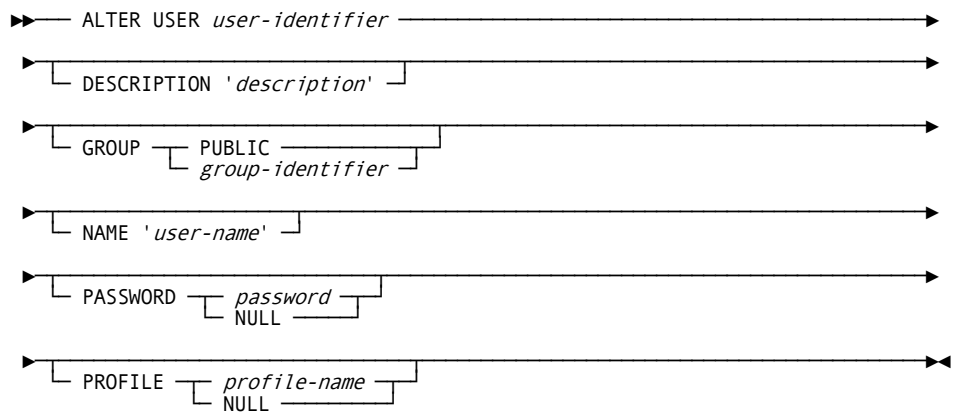 ALTER USER user-identifier
DESCRIPTION 'description'
GROUP PUBLIC
group-identifier
NAME 'user-name'
PASSWORD password
NULL
PROFILE profile-name
NULL